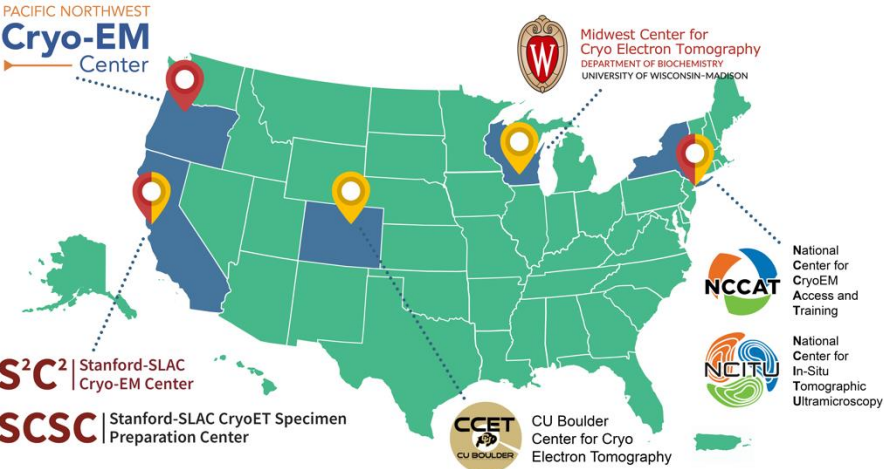 PACIFIC NORTHWEST
Cryo-EM
Center
W
Midwest Center for
Cryo Electron Tomography
DEPARTMENT OF BIOCHEMISTRY
UNIVERSITY OF WISCONSIN-MADISON
NCCAT
National
Center for
CryoEM
Access and
Training
NCITU
National
Center for
In-Situ
Tomographic
Ultramicroscopy
S²C² Stanford-SLAC
Cryo-EM Center
SCSC Stanford-SLAC CryoET Specimen
Preparation Center
CCET
CU BOULDER
CU Boulder
Center for Cryo
Electron Tomography